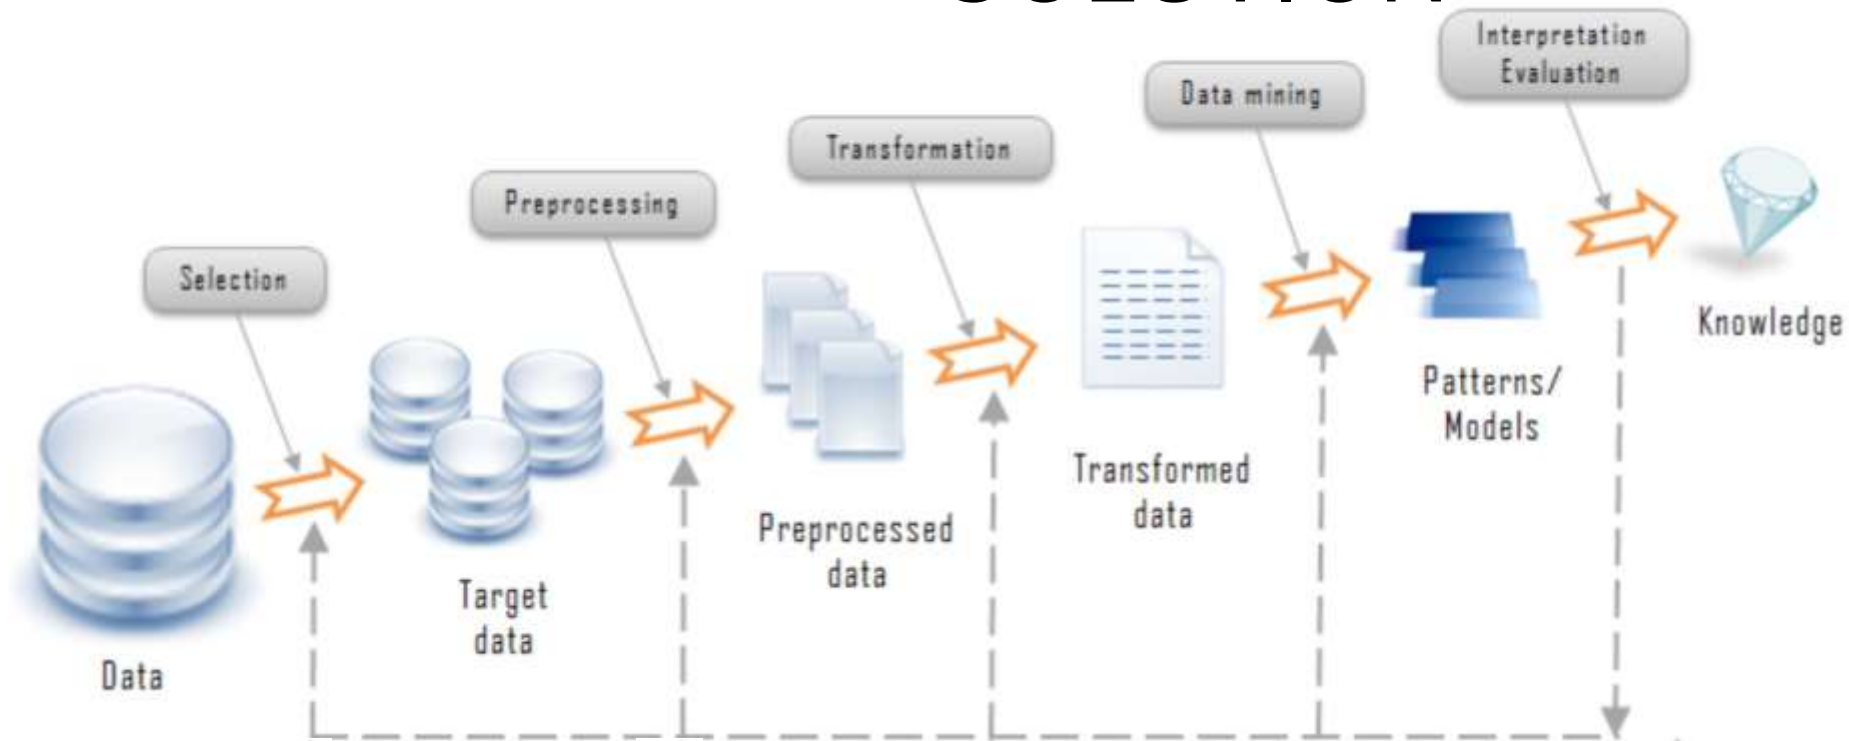 Interpretation
Evaluation
Data mining
Transformation
Preprocessing
Selection
Knowledge
Patterns/
Models
Transformed
data
Preprocessed
data
Target
data
Data